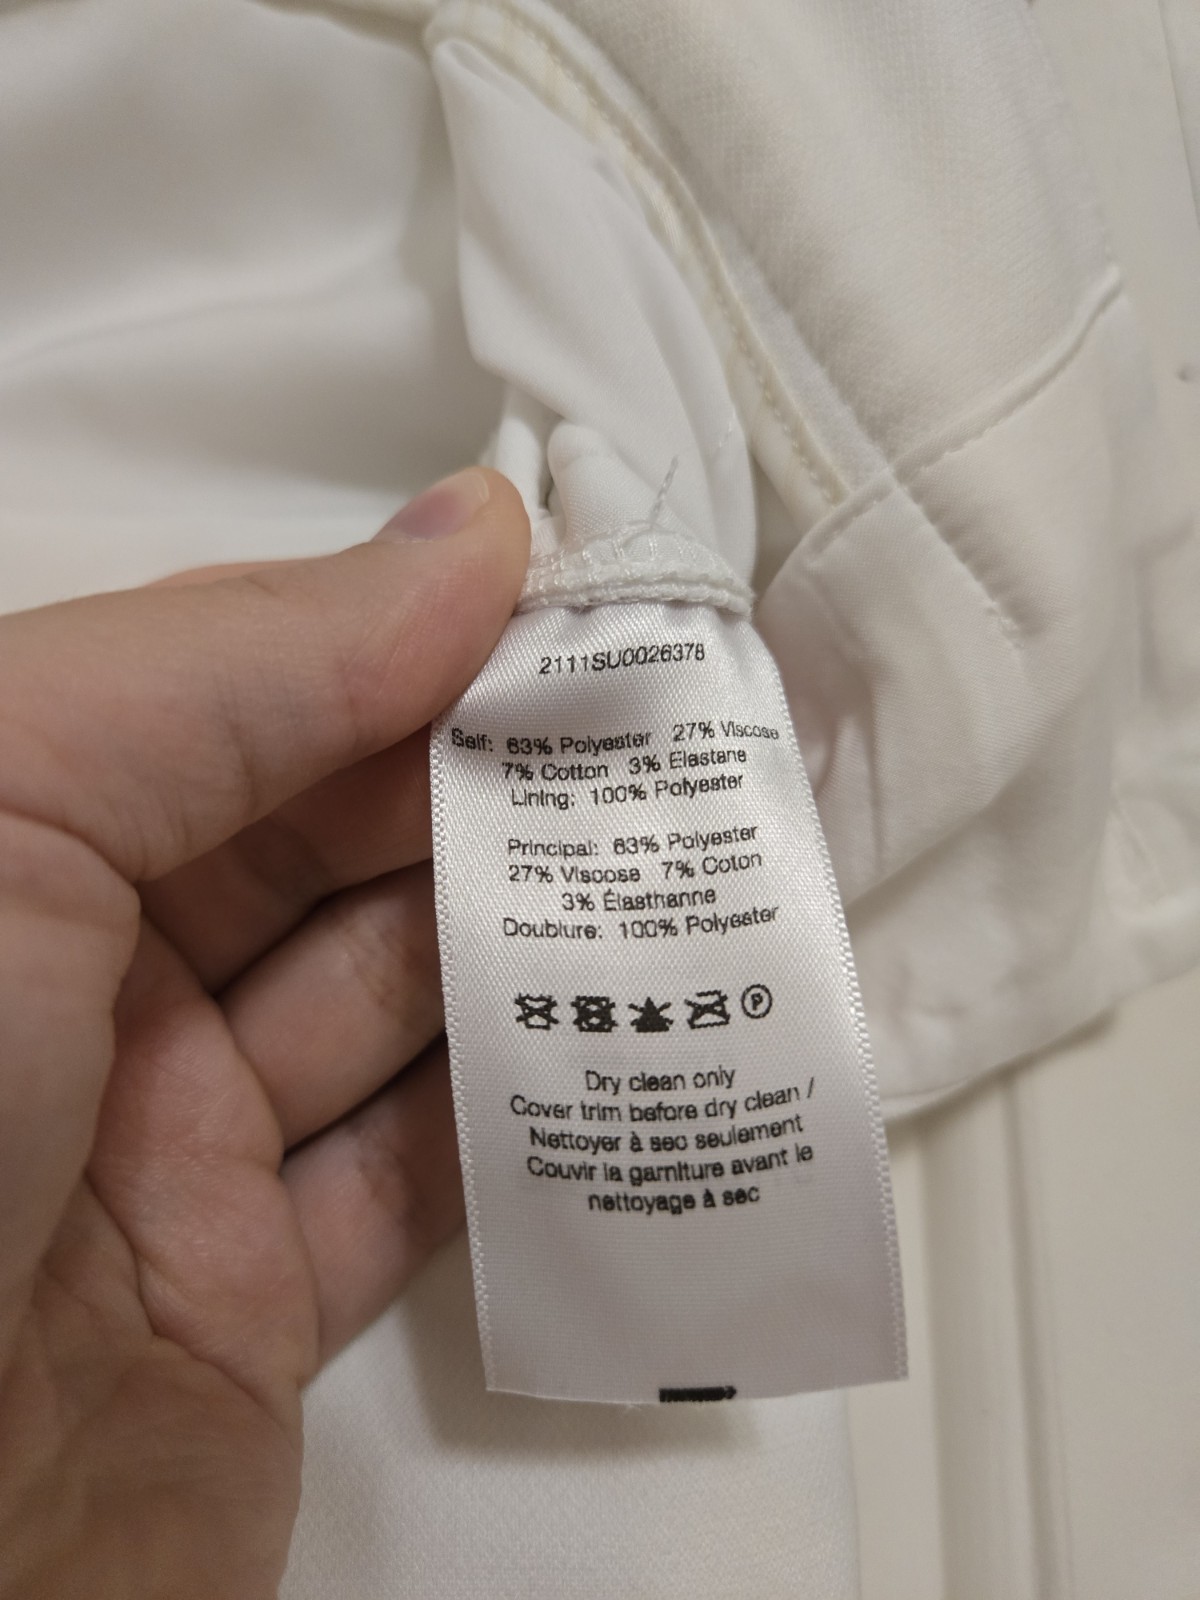 2111SU0026378
Self: 63% Polyester 27% Viscose
7% Cotton 3% Elastane
Lining: 100% Polyester
Principal: 63% Polyester
27% Viscose 7% Coton
3% Élasthanne
Doublure: 100% Polyester
P
Dry clean only
Cover trim before dry clean /
Nettoyer à sec seulement
Couvir la garniture avant le
nettoyage à sec